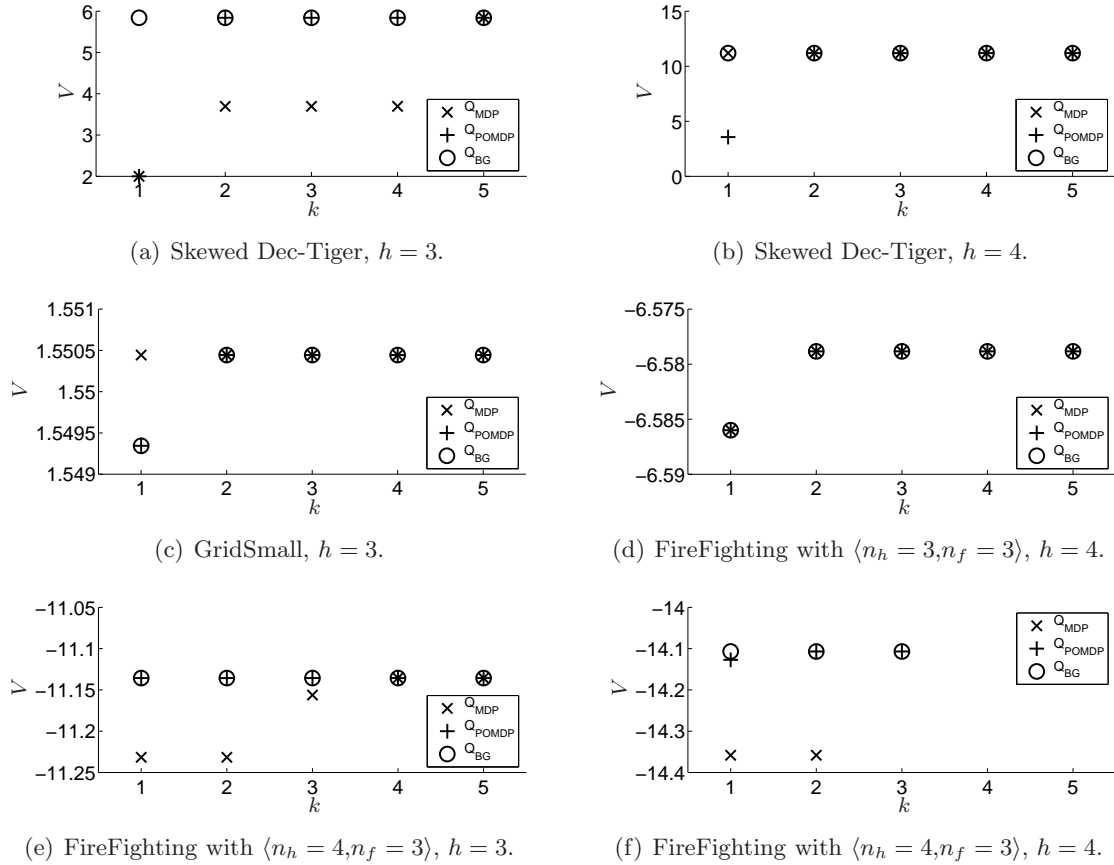 6
5
4
3
2
V
1
2
3
4
5
k
Q_MDP
Q_POMDP
Q_BG
(a) Skewed Dec-Tiger, h = 3.
15
10
5
0
V
1
2
3
4
5
k
Q_MDP
Q_POMDP
Q_BG
(b) Skewed Dec-Tiger, h = 4.
1.551
1.5505
1.55
1.5495
1.549
V
1
2
3
4
5
k
Q_MDP
Q_POMDP
Q_BG
(c) GridSmall, h = 3.
−6.575
−6.58
−6.585
−6.59
V
1
2
3
4
5
k
Q_MDP
Q_POMDP
Q_BG
(d) FireFighting with ⟨n_h = 3,n_f = 3⟩, h = 4.
−11.05
−11.1
−11.15
−11.2
−11.25
V
1
2
3
4
5
k
Q_MDP
Q_POMDP
Q_BG
(e) FireFighting with ⟨n_h = 4,n_f = 3⟩, h = 3.
−14
−14.1
−14.2
−14.3
−14.4
V
1
2
3
4
5
k
Q_MDP
Q_POMDP
Q_BG
(f) FireFighting with ⟨n_h = 4,n_f = 3⟩, h = 4.